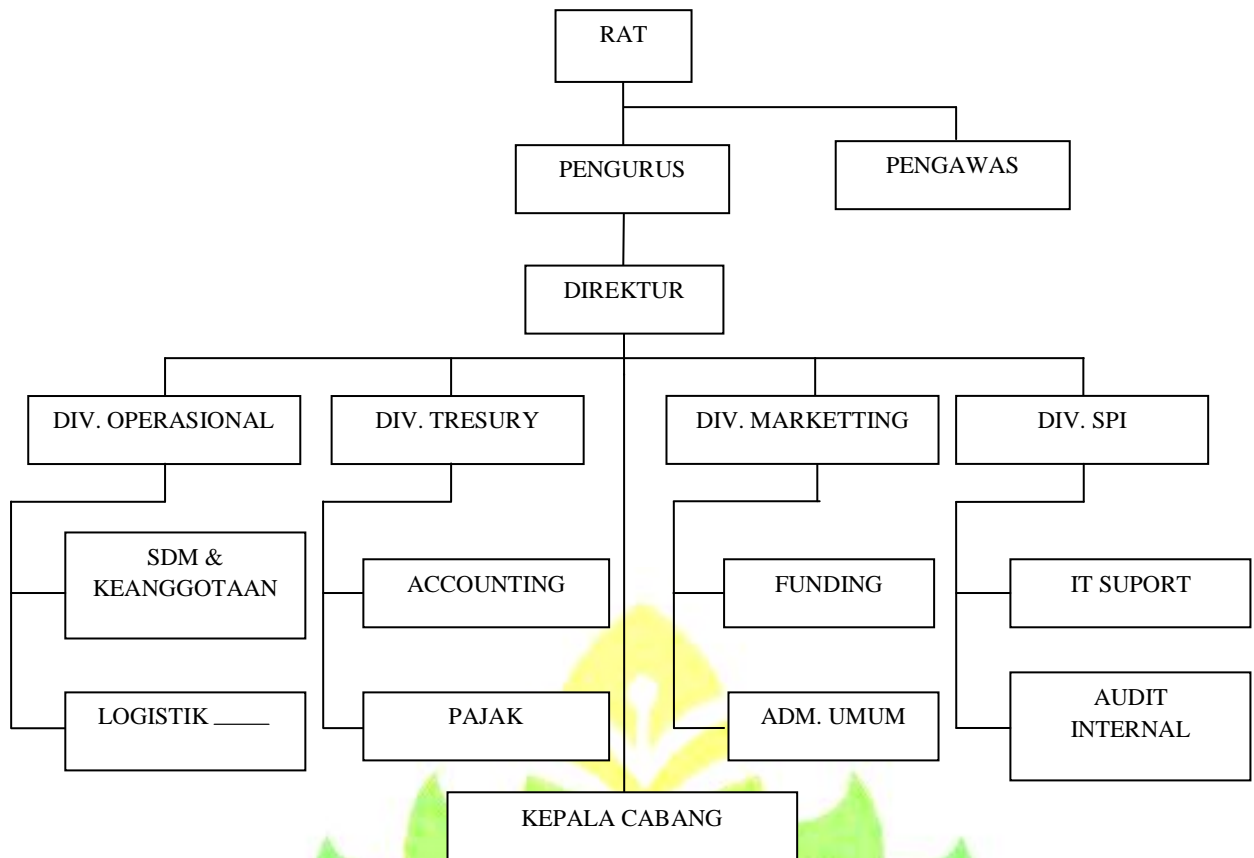 RAT
PENGURUS
PENGAWAS
DIREKTUR
DIV. OPERASIONAL
DIV. TRESURY
DIV. MARKETTING
DIV. SPI
SDM &
KEANGGOTAAN
ACCOUNTING
FUNDING
IT SUPORT
LOGISTIK _____
PAJAK
ADM. UMUM
AUDIT
INTERNAL
KEPALA CABANG